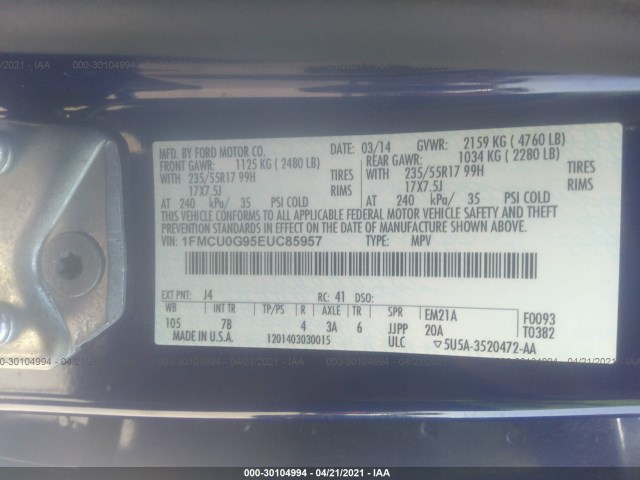 000-30104994 - 04/21/2021 - IAA
MFD. BY FORD MOTOR CO. DATE: 03/14 GVWR: 2159 KG ( 4760 LB)
FRONT GAWR: 1125 KG ( 2480 LB) REAR GAWR: 1034 KG ( 2280 LB)
WITH 235/55R17 99H TIRES WITH 235/55R17 99H TIRES
17X7.5J RIMS 17X7.5J RIMS
AT 240 kPa/ 35 PSI COLD AT 240 kPa/ 35 PSI COLD
THIS VEHICLE CONFORMS TO ALL APPLICABLE FEDERAL MOTOR VEHICLE SAFETY AND THEFT
PREVENTION STANDARDS IN EFFECT ON THE DATE OF MANUFACTURE SHOWN ABOVE.
VIN: 1FMCU0G95EUC85957 TYPE: MPV
EXT PNT: J4 RC: 41 DSO:
WB INT TR TP/PS R AXLE TR SPR EM21A F0093
105 7B 4 3A 6 JJPP 20A T0382
MADE IN U.S.A. 1201403030015 ULC ▽5U5A-3520472-AA
000-30104994 - 04/21/2021 - IAA
000-30104994 - 04/21/2021 - IAA
000-30104994 - 04/21/2021 - IAA